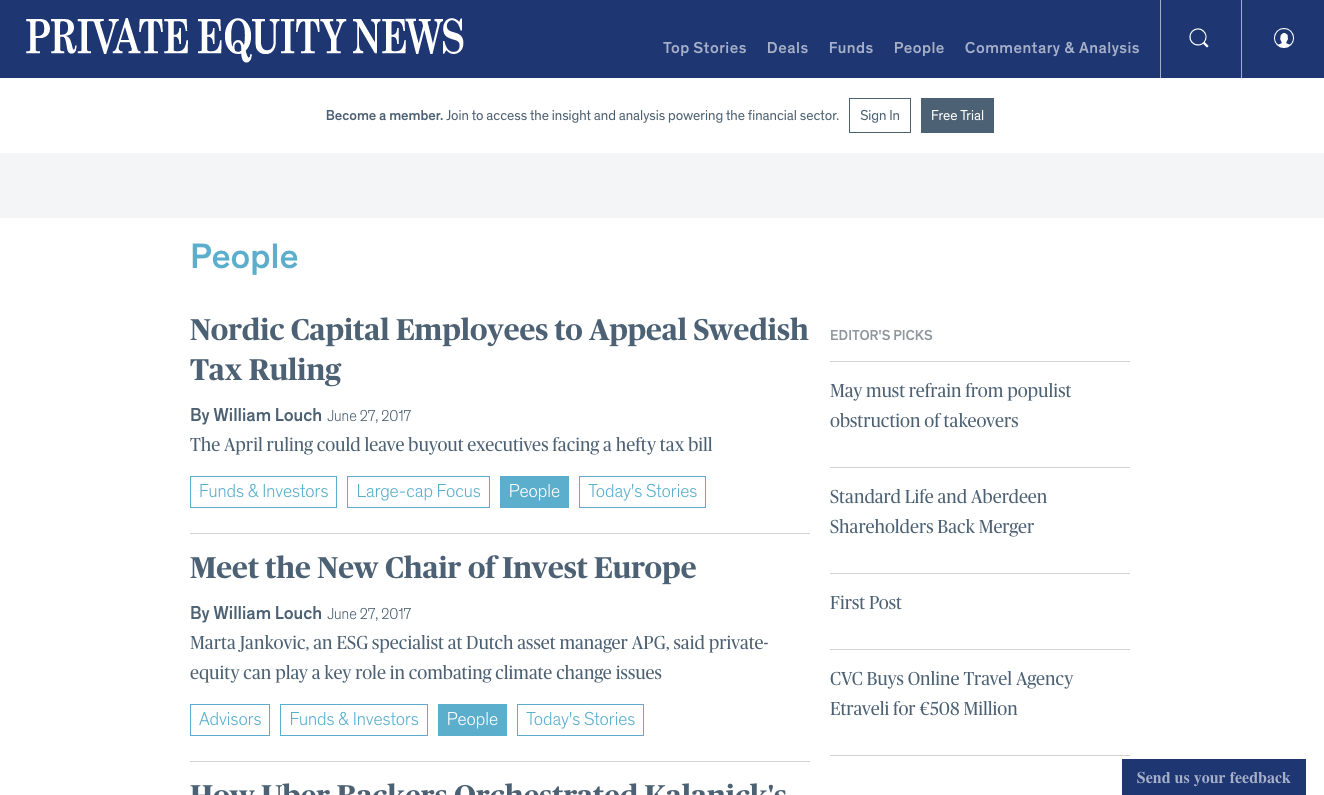 PRIVATE EQUITY NEWS
Top Stories Deals Funds People Commentary & Analysis
Become a member. Join to access the insight and analysis powering the financial sector. Sign In Free Trial
People
Nordic Capital Employees to Appeal Swedish
Tax Ruling
By William Louch June 27, 2017
The April ruling could leave buyout executives facing a hefty tax bill
Funds & Investors Large-cap Focus People Today's Stories
Meet the New Chair of Invest Europe
By William Louch June 27, 2017
Marta Jankovic, an ESG specialist at Dutch asset manager APG, said private-
equity can play a key role in combating climate change issues
Advisors Funds & Investors People Today's Stories
How Uber Backers Orchestrated Kalanick's
EDITOR'S PICKS
May must refrain from populist
obstruction of takeovers
Standard Life and Aberdeen
Shareholders Back Merger
First Post
CVC Buys Online Travel Agency
Etraveli for €508 Million
Send us your feedback